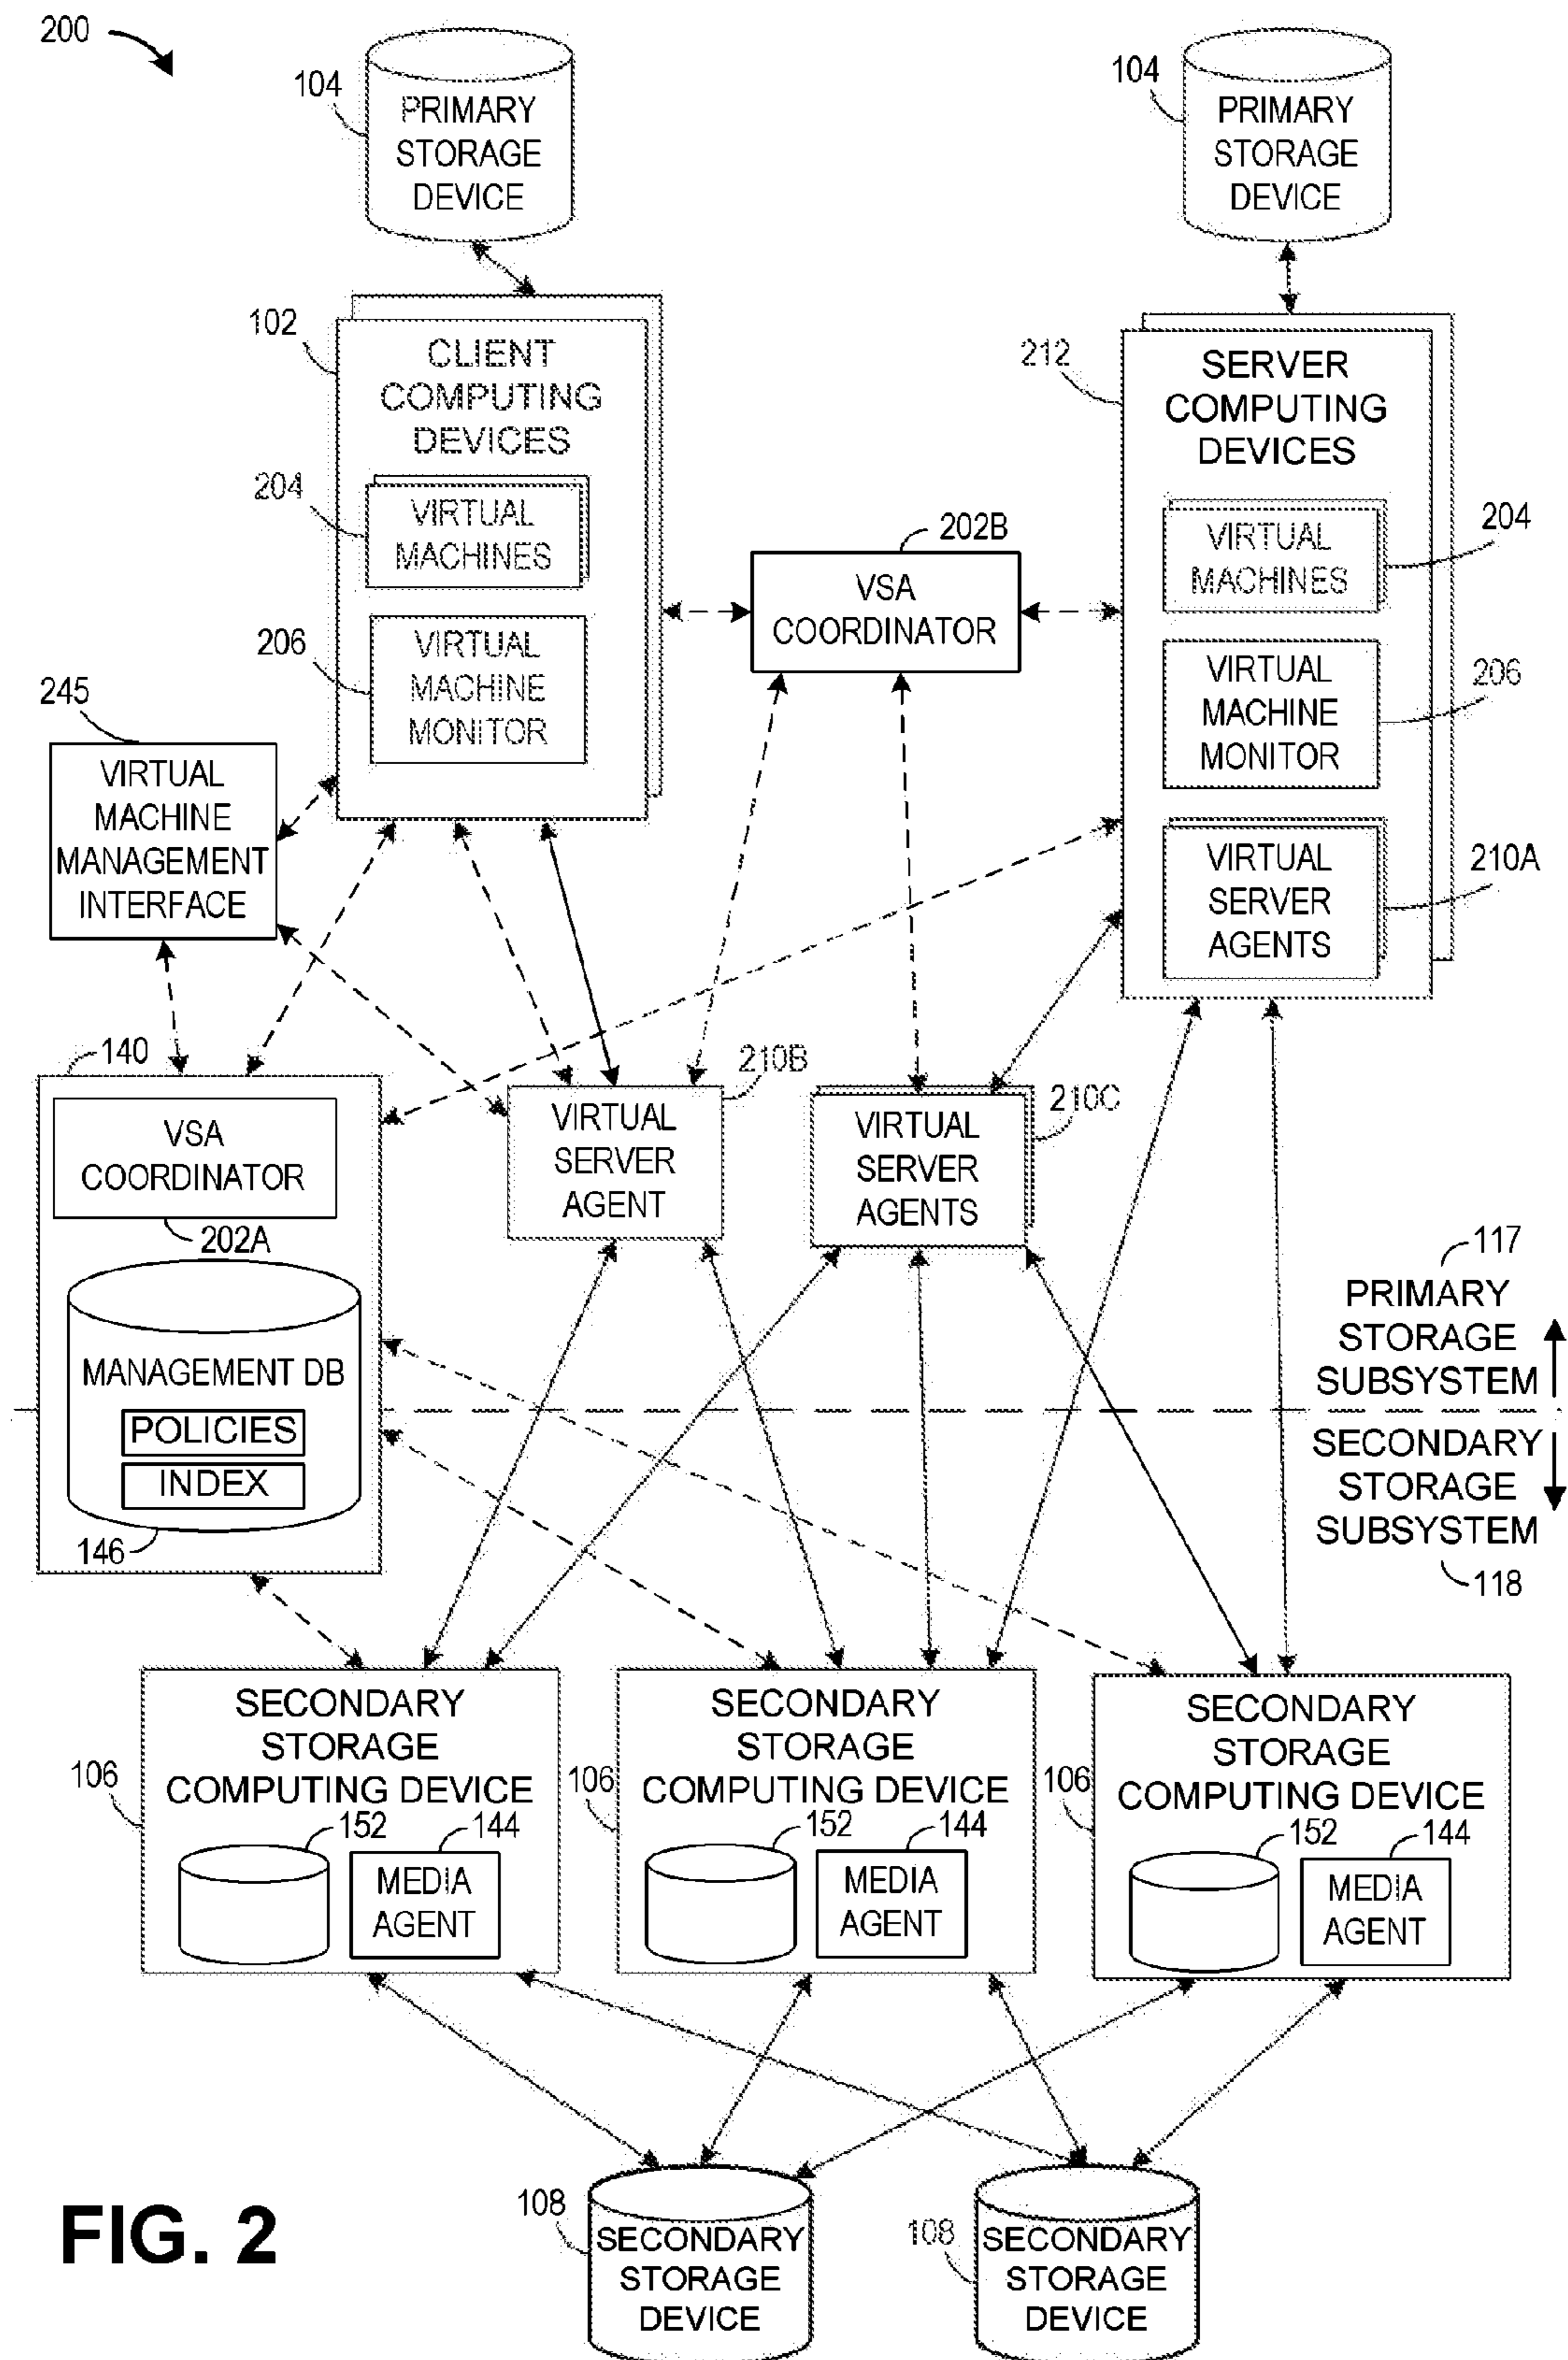 200
104
PRIMARY
STORAGE
DEVICE
104
PRIMARY
STORAGE
DEVICE
102
CLIENT
COMPUTING
DEVICES
204
VIRTUAL
MACHINES
206
VIRTUAL
MACHINE
MONITOR
212
SERVER
COMPUTING
DEVICES
VIRTUAL
MACHINES
204
VIRTUAL
MACHINE
MONITOR
206
VIRTUAL
SERVER
AGENTS
210A
202B
VSA
COORDINATOR
245
VIRTUAL
MACHINE
MANAGEMENT
INTERFACE
140
VSA
COORDINATOR
202A
MANAGEMENT DB
POLICIES
INDEX
146
210B
VIRTUAL
SERVER
AGENT
210C
VIRTUAL
SERVER
AGENTS
117
PRIMARY
STORAGE
SUBSYSTEM
SECONDARY
STORAGE
SUBSYSTEM
118
106
SECONDARY
STORAGE
COMPUTING DEVICE
152
144
MEDIA
AGENT
106
SECONDARY
STORAGE
COMPUTING DEVICE
152
144
MEDIA
AGENT
106
SECONDARY
STORAGE
COMPUTING DEVICE
152
144
MEDIA
AGENT
108
SECONDARY
STORAGE
DEVICE
108
SECONDARY
STORAGE
DEVICE
FIG. 2